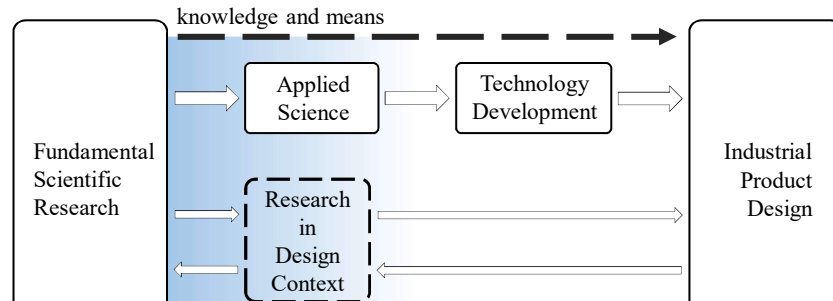 knowledge and means
Applied
Science
Technology
Development
Fundamental
Scientific
Research
Industrial
Product
Design
Research
in
Design
Context